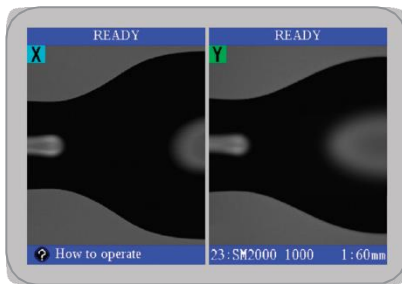 READY
X
How to operate
READY
Y
23:SM2000 1000 1:60mm